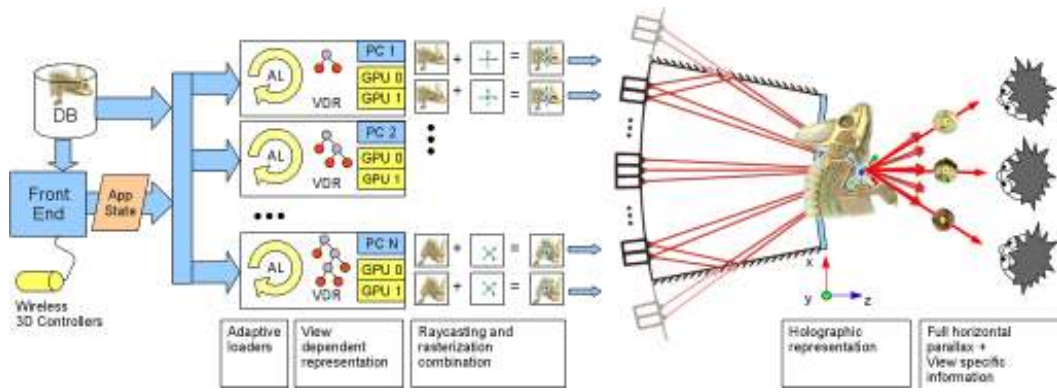 DB
Front
End
App
State
Wireless
3D Controllers
AL
VDR
PC 1
GPU 0
GPU 1
+
=
+
=
AL
VDR
PC 2
GPU 0
GPU 1
AL
VDR
PC N
GPU 0
GPU 1
+
=
+
=
x
y
z
Adaptive
loaders
View
dependent
representation
Raycasting and
rasterization
combination
Holographic
representation
Full horizontal
parallax +
View specific
information